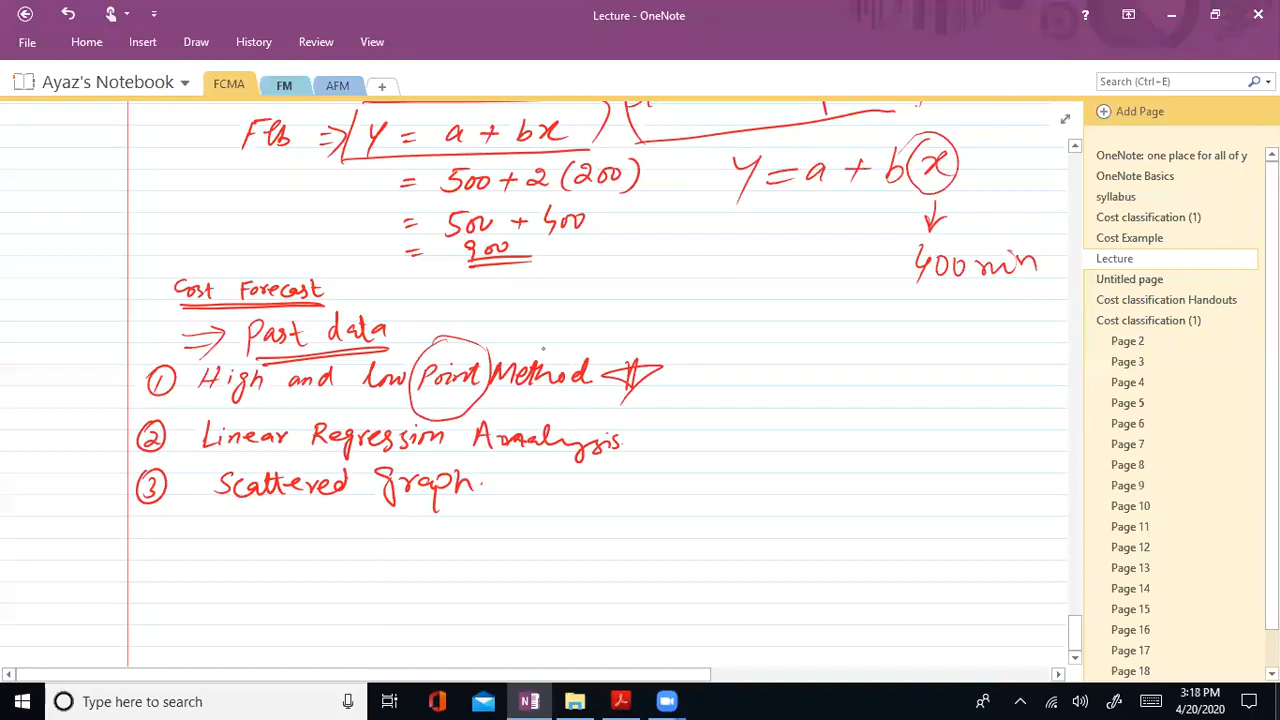 Lecture - OneNote
File Home Insert Draw History Review View
Ayaz's Notebook FCMA FM AFM
Search (Ctrl+E)
Y = a + bx
= 500 + 2 (200)
= 500 + 400
= 900
Y = a + b x
400 min
Cost Forecast
⇒ Past data
① High and low Point Method
② Linear Regression Analysis.
③ Scattered Graph.
Add Page
OneNote: one place for all of y
OneNote Basics
syllabus
Cost classification (1)
Cost Example
Lecture
Untitled page
Cost classification Handouts
Cost classification (1)
Page 2
Page 3
Page 4
Page 5
Page 6
Page 7
Page 8
Page 9
Page 10
Page 11
Page 12
Page 13
Page 14
Page 15
Page 16
Page 17
Page 18
Type here to search
3:18 PM
4/20/2020